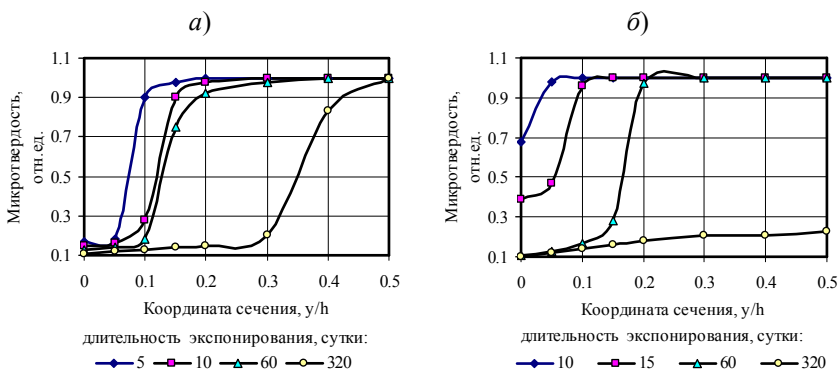 а)
1.1
0.9
0.7
0.5
0.3
0.1
Микротвердость,
отн.ед.
0 0.1 0.2 0.3 0.4 0.5
Координата сечения, y/h
длительность экспонирования, сутки:
5 10 60 320
б)
1.1
0.9
0.7
0.5
0.3
0.1
Микротвердость,
отн.ед.
0 0.1 0.2 0.3 0.4 0.5
Координата сечения, y/h
длительность экспонирования, сутки:
10 15 60 320